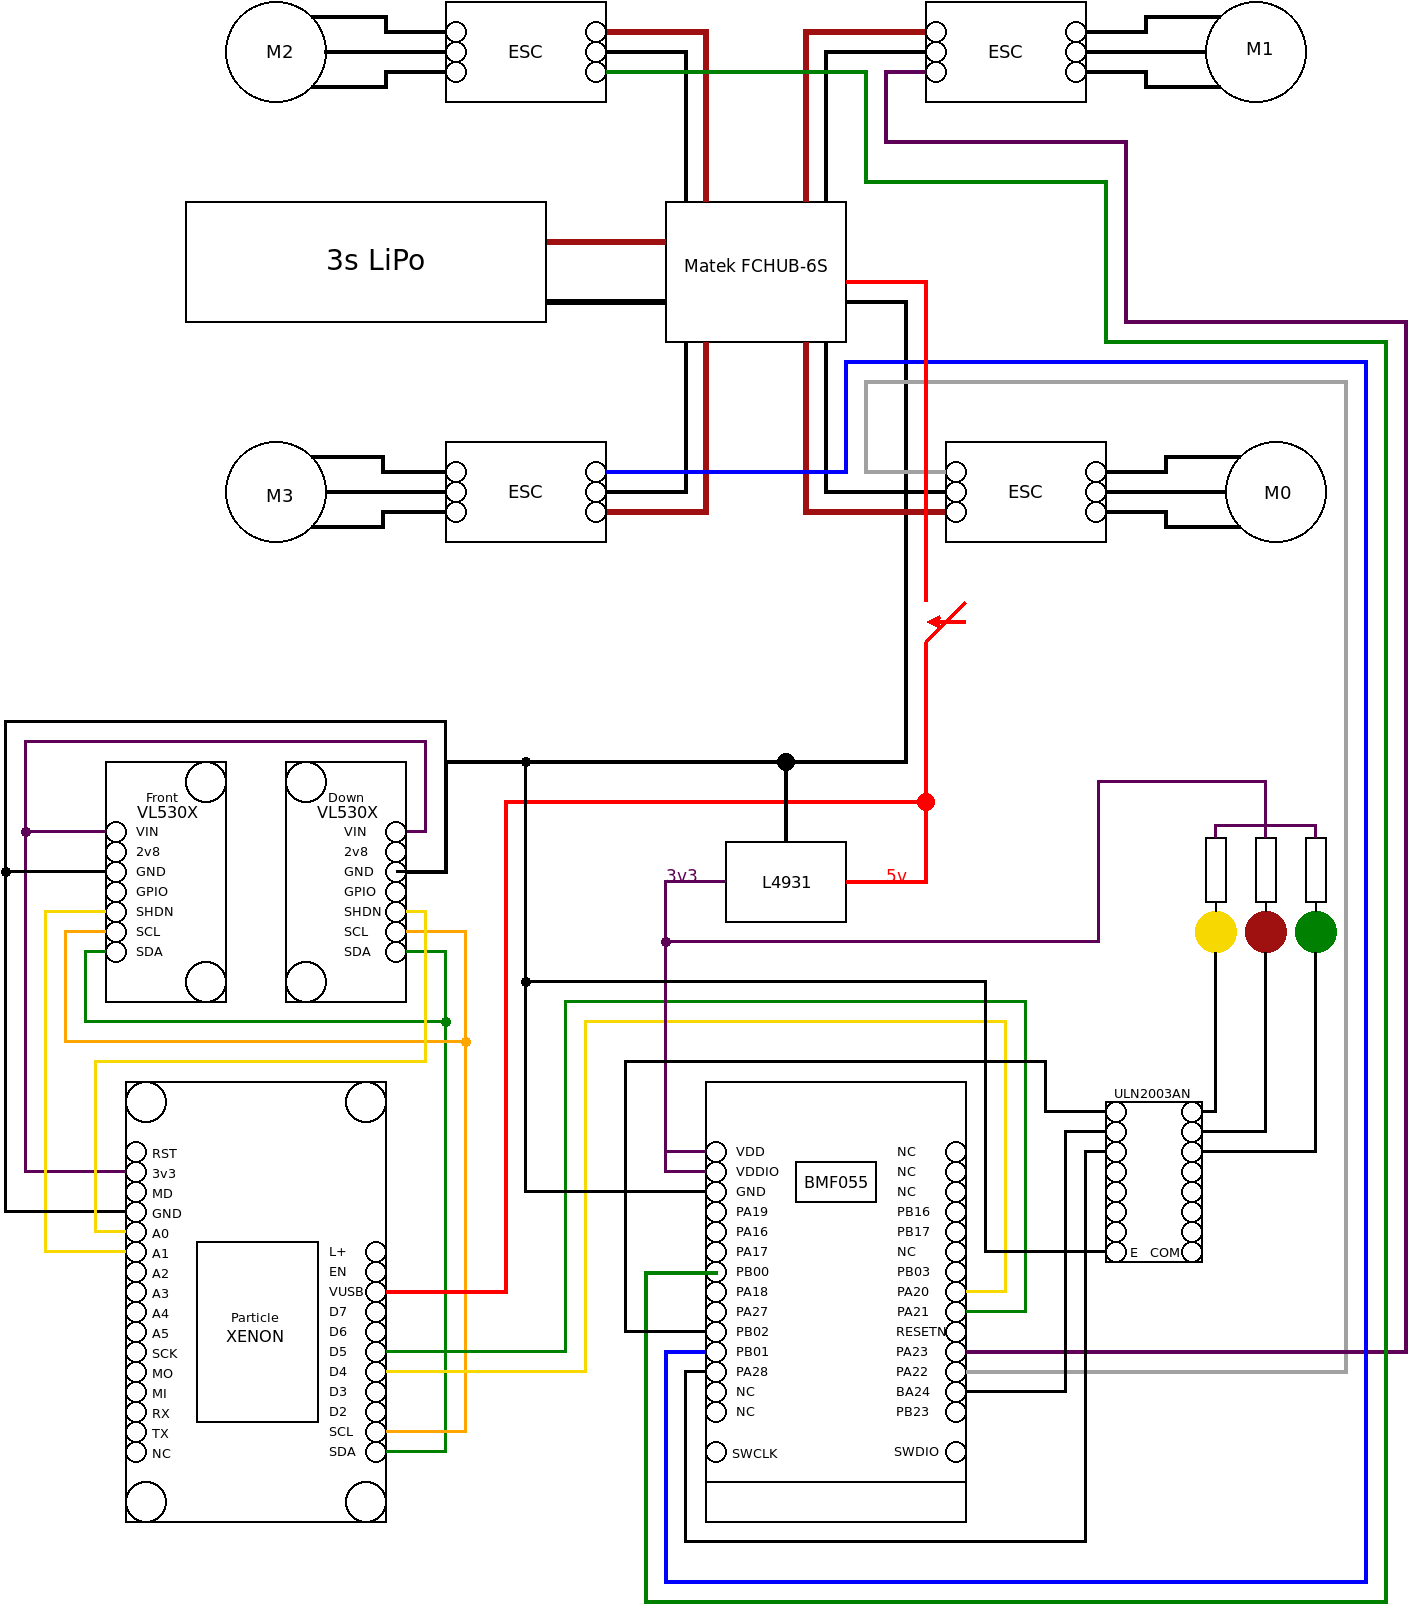 M2
ESC
ESC
M1
3s LiPo
Matek FCHUB-6S
M3
ESC
ESC
M0
Front
VL530X
VIN
2v8
GND
GPIO
SHDN
SCL
SDA
Down
VL530X
VIN
2v8
GND
GPIO
SHDN
SCL
SDA
3v3
L4931
5v
RST
3v3
MD
GND
A0
A1
A2
A3
A4
A5
SCK
MO
MI
RX
TX
NC
Particle
XENON
L+
EN
VUSB
D7
D6
D5
D4
D3
D2
SCL
SDA
VDD
VDDIO
GND
PA19
PA16
PA17
PB00
PA18
PA27
PB02
PB01
PA28
NC
NC
SWCLK
BMF055
NC
NC
NC
PB16
PB17
NC
PB03
PA20
PA21
RESETN
PA23
PA22
BA24
PB23
SWDIO
ULN2003AN
E COM